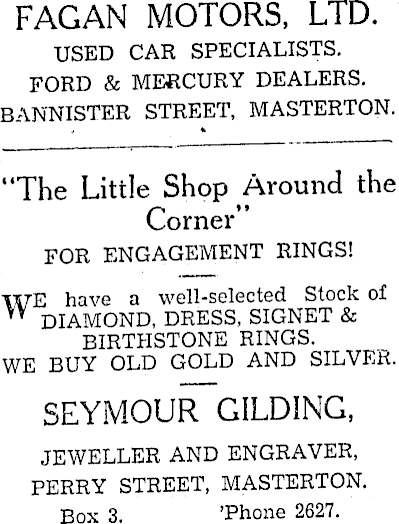 FAGAN MOTORS, LTD.
USED CAR SPECIALISTS.
FORD & MERCURY DEALERS.
BANNISTER STREET, MASTERTON.
"The Little Shop Around the
Corner"
FOR ENGAGEMENT RINGS!
WE have a well-selected Stock of
DIAMOND, DRESS, SIGNET &
BIRTHSTONE RINGS.
WE BUY OLD GOLD AND SILVER.
SEYMOUR GILDING,
JEWELLER AND ENGRAVER,
PERRY STREET, MASTERTON.
Box 3. 'Phone 2627.